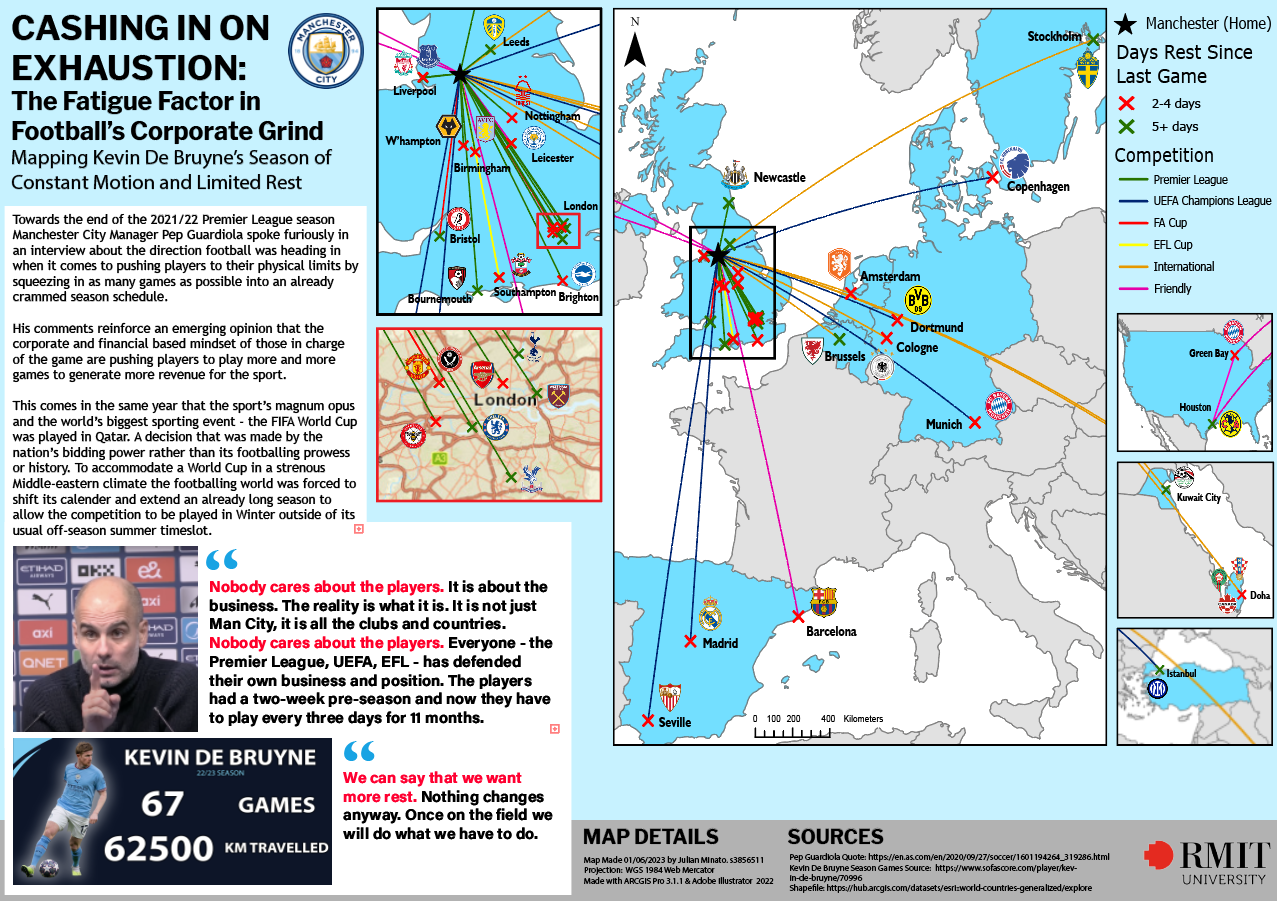 CASHING IN ON
EXHAUSTION:
The Fatigue Factor in
Football's Corporate Grind
Mapping Kevin De Bruyne's Season of
Constant Motion and Limited Rest
MANCHESTER
18 94
CITY
Towards the end of the 2021/22 Premier League season
Manchester City Manager Pep Guardiola spoke furiously in
an interview about the direction football was heading in
when it comes to pushing players to their physical limits by
squeezing in as many games as possible into an already
crammed season schedule.
His comments reinforce an emerging opinion that the
corporate and financial based mindset of those in charge
of the game are pushing players to play more and more
games to generate more revenue for the sport.
This comes in the same year that the sport's magnum opus
and the world's biggest sporting event - the FIFA World Cup
was played in Qatar. A decision that was made by the
nation's bidding power rather than its footballing prowess
or history. To accommodate a World Cup in a strenous
Middle-eastern climate the footballing world was forced to
shift its calender and extend an already long season to
allow the competition to be played in Winter outside of its
usual off-season summer timeslot.
ETIHAD
AIRWAYS
OKX
e&
axi
HAD
WAYS
axi
QNET
“
Nobody cares about the players. It is about the
business. The reality is what it is. It is not just
Man City, it is all the clubs and countries.
Nobody cares about the players. Everyone - the
Premier League, UEFA, EFL - has defended
their own business and position. The players
had a two-week pre-season and now they have
to play every three days for 11 months.
KEVIN DE BRUYNE
22/23 SEASON
67 GAMES
62500 KM TRAVELLED
“
We can say that we want
more rest. Nothing changes
anyway. Once on the field we
will do what we have to do.
Leeds
Liverpool
Nottingham
W'hampton
AVFC
Leicester
Birmingham
London
Bristol
Bournemouth
Southampton
Brighton
Arsenal
London
A3
N
Stockholm
Newcastle
Copenhagen
Amsterdam
BVB
09
Dortmund
Cologne
Brussels
Munich
Barcelona
Madrid
Seville
0 100 200 400 Kilometers
Manchester (Home)
Days Rest Since
Last Game
2-4 days
5+ days
Competition
Premier League
UEFA Champions League
FA Cup
EFL Cup
International
Friendly
Green Bay
Houston
Kuwait City
CANADA
Doha
Istanbul
MAP DETAILS
Map Made 01/06/2023 by Julian Minato. s3856511
Projection: WGS 1984 Web Mercator
Made with ARCGIS Pro 3.1.1 & Adobe Illustrator 2022
SOURCES
Pep Guardiola Quote: https://en.as.com/en/2020/09/27/soccer/1601194264_319286.html
Kevin De Bruyne Season Games Source: https://www.sofascore.com/player/kev-
in-de-bruyne/70996
Shapefile: https://hub.arcgis.com/datasets/esri::world-countries-generalized/explore
RMIT
UNIVERSITY